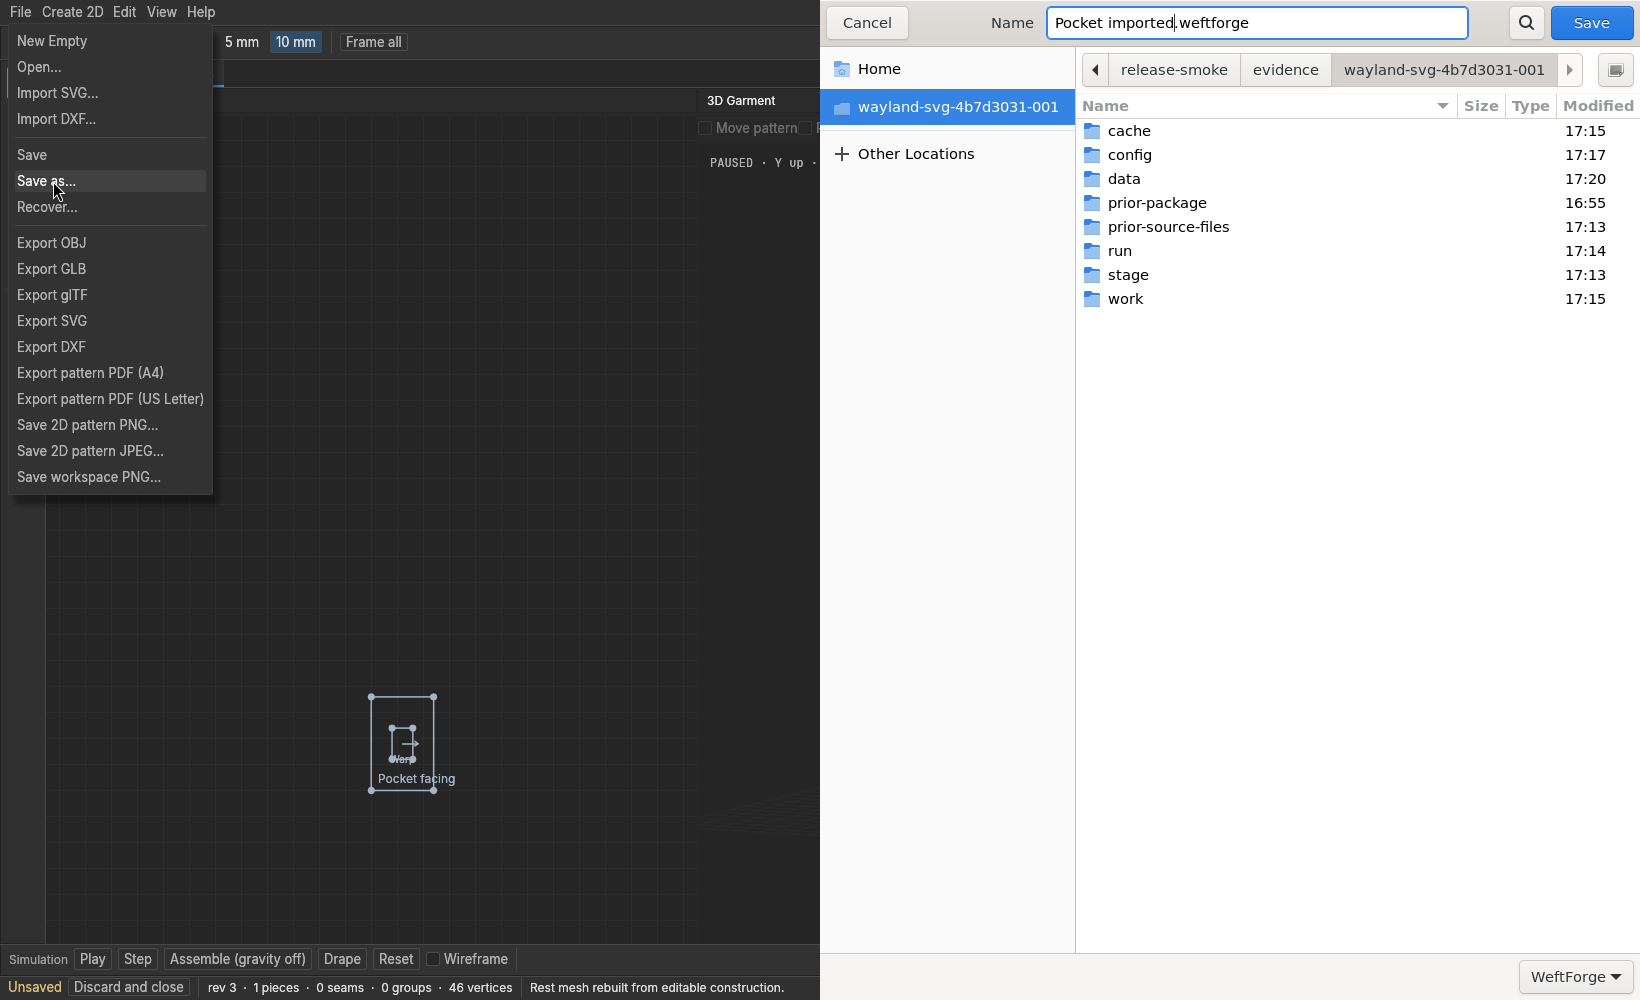 File Create 2D Edit View Help
New Empty
Open...
Import SVG...
Import DXF...
Save
Save as...
Recover...
Export OBJ
Export GLB
Export glTF
Export SVG
Export DXF
Export pattern PDF (A4)
Export pattern PDF (US Letter)
Save 2D pattern PNG...
Save 2D pattern JPEG...
Save workspace PNG...
5 mm 10 mm Frame all
3D Garment
Move pattern
PAUSED · Y up ·
Warp
Pocket facing
Simulation Play Step Assemble (gravity off) Drape Reset Wireframe
Unsaved Discard and close rev 3 · 1 pieces · 0 seams · 0 groups · 46 vertices Rest mesh rebuilt from editable construction.
Cancel Name Pocket imported.weftforge Save
Home
wayland-svg-4b7d3031-001
Other Locations
release-smoke evidence wayland-svg-4b7d3031-001
Name Size Type Modified
cache 17:15
config 17:17
data 17:20
prior-package 16:55
prior-source-files 17:13
run 17:14
stage 17:13
work 17:15
WeftForge